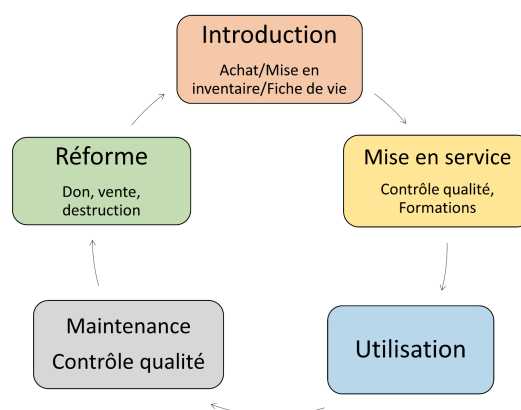 Introduction
Achat/Mise en
inventaire/Fiche de vie
Mise en service
Contrôle qualité,
Formations
Utilisation
Maintenance
Contrôle qualité
Réforme
Don, vente,
destruction